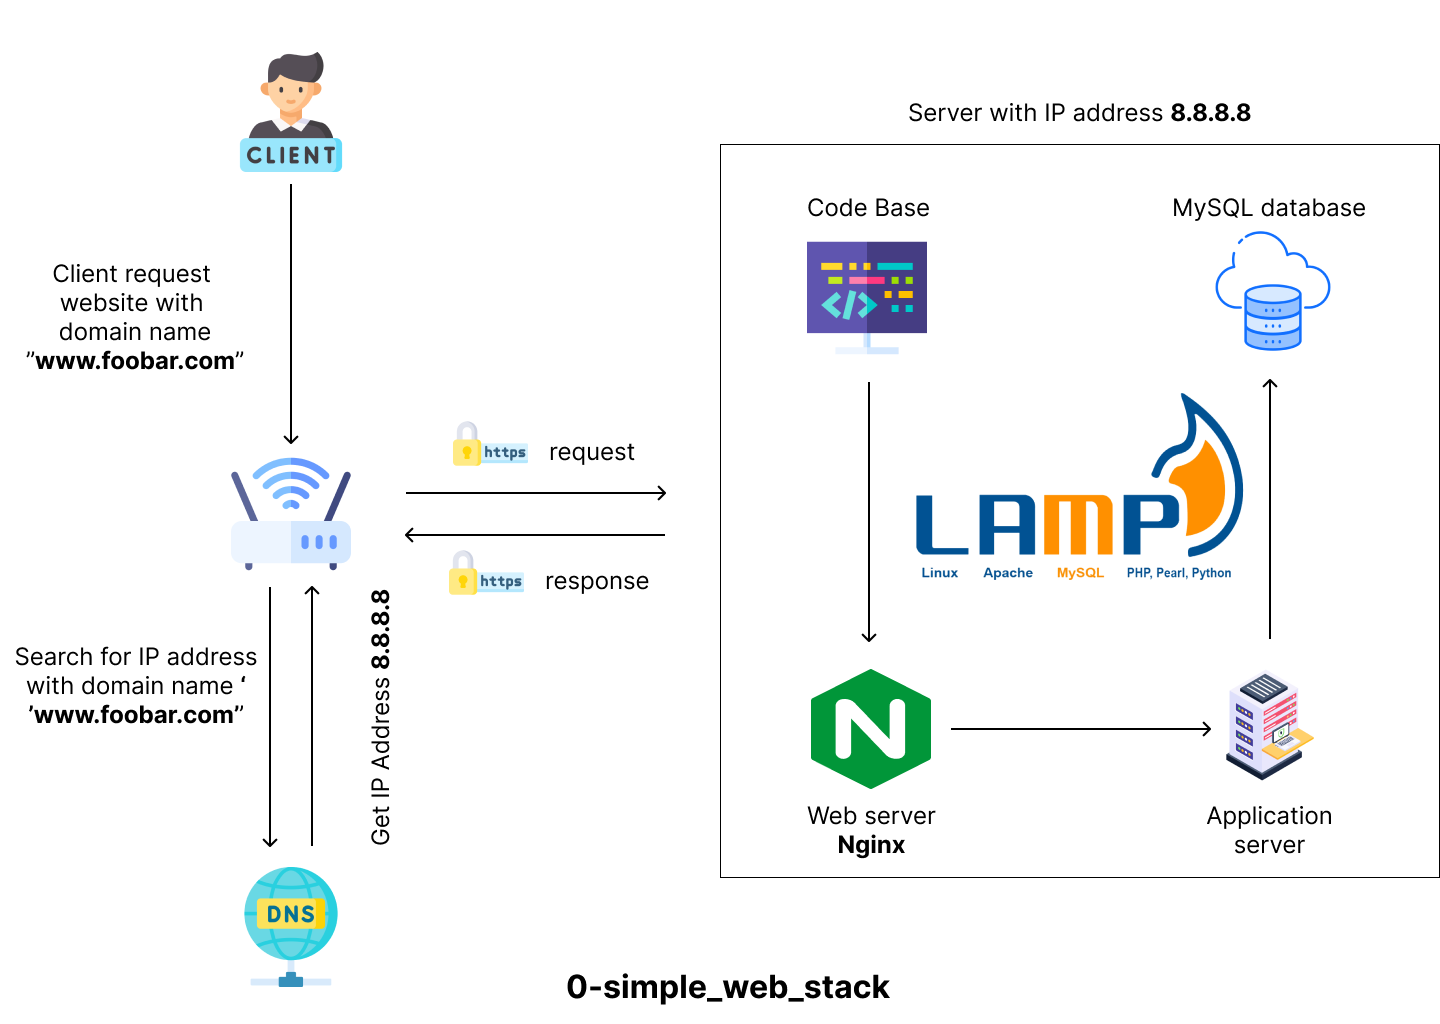 CLIENT
Client request
website with
domain name
”www.foobar.com”
https request
https response
Search for IP address
with domain name ‘
’www.foobar.com”
Get IP Address 8.8.8.8
DNS
Server with IP address 8.8.8.8
Code Base
MySQL database
LAMP
Linux Apache MySQL PHP, Pearl, Python
Web server
Nginx
Application
server
0-simple_web_stack